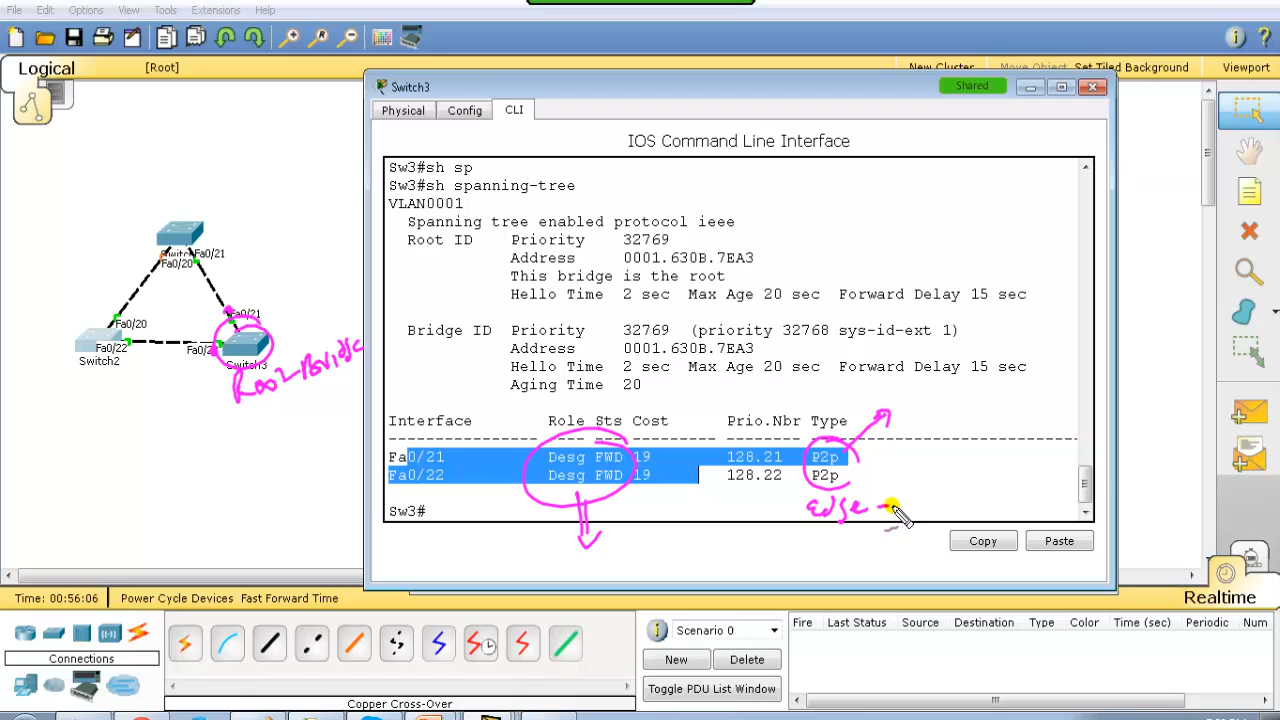 File Edit Options View Tools Extensions Help
Logical [Root] New Cluster Move Object Set Tiled Background Viewport
Switch3 Shared
Physical Config CLI
IOS Command Line Interface
Sw3#sh sp
Sw3#sh spanning-tree
VLAN0001
Spanning tree enabled protocol ieee
Root ID Priority 32769
Address 0001.630B.7EA3
This bridge is the root
Hello Time 2 sec Max Age 20 sec Forward Delay 15 sec
Bridge ID Priority 32769 (priority 32768 sys-id-ext 1)
Address 0001.630B.7EA3
Hello Time 2 sec Max Age 20 sec Forward Delay 15 sec
Aging Time 20
Interface Role Sts Cost Prio.Nbr Type
Fa0/21 Desg FWD 19 128.21 P2p
Fa0/22 Desg FWD 19 128.22 P2p
edge
Sw3#
Copy Paste
Fa0/21
Fa0/20
Fa0/21
Fa0/20
Fa0/22
Switch2
Switch3
Root-Bridge
Time: 00:56:06 Power Cycle Devices Fast Forward Time Realtime
Connections
Copper Cross-Over
Scenario 0
New Delete
Toggle PDU List Window
Fire Last Status Source Destination Type Color Time (sec) Periodic Num